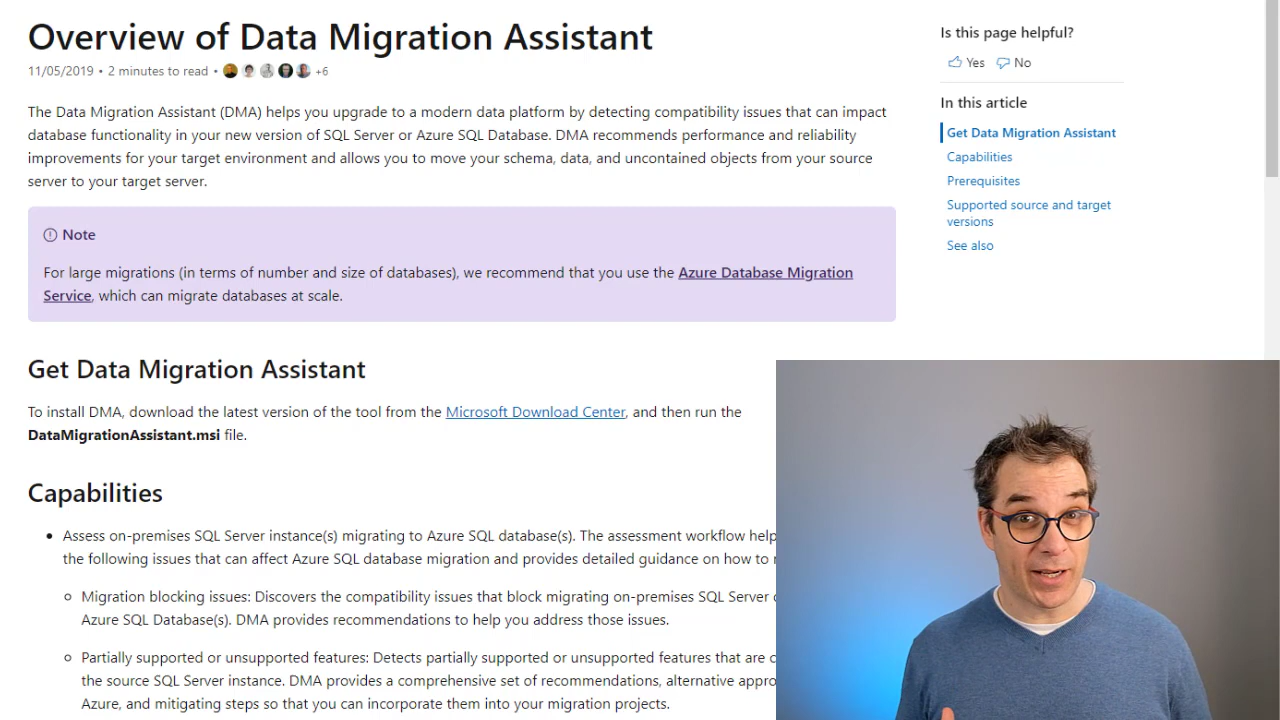 Overview of Data Migration Assistant
11/05/2019 • 2 minutes to read • +6
The Data Migration Assistant (DMA) helps you upgrade to a modern data platform by detecting compatibility issues that can impact
database functionality in your new version of SQL Server or Azure SQL Database. DMA recommends performance and reliability
improvements for your target environment and allows you to move your schema, data, and uncontained objects from your source
server to your target server.
Note
For large migrations (in terms of number and size of databases), we recommend that you use the Azure Database Migration
Service, which can migrate databases at scale.
Get Data Migration Assistant
To install DMA, download the latest version of the tool from the Microsoft Download Center, and then run the
DataMigrationAssistant.msi file.
Capabilities
• Assess on-premises SQL Server instance(s) migrating to Azure SQL database(s). The assessment workflow help
the following issues that can affect Azure SQL database migration and provides detailed guidance on how to
○ Migration blocking issues: Discovers the compatibility issues that block migrating on-premises SQL Server
Azure SQL Database(s). DMA provides recommendations to help you address those issues.
○ Partially supported or unsupported features: Detects partially supported or unsupported features that are
the source SQL Server instance. DMA provides a comprehensive set of recommendations, alternative appro
Azure, and mitigating steps so that you can incorporate them into your migration projects.
Is this page helpful?
Yes No
In this article
Get Data Migration Assistant
Capabilities
Prerequisites
Supported source and target
versions
See also